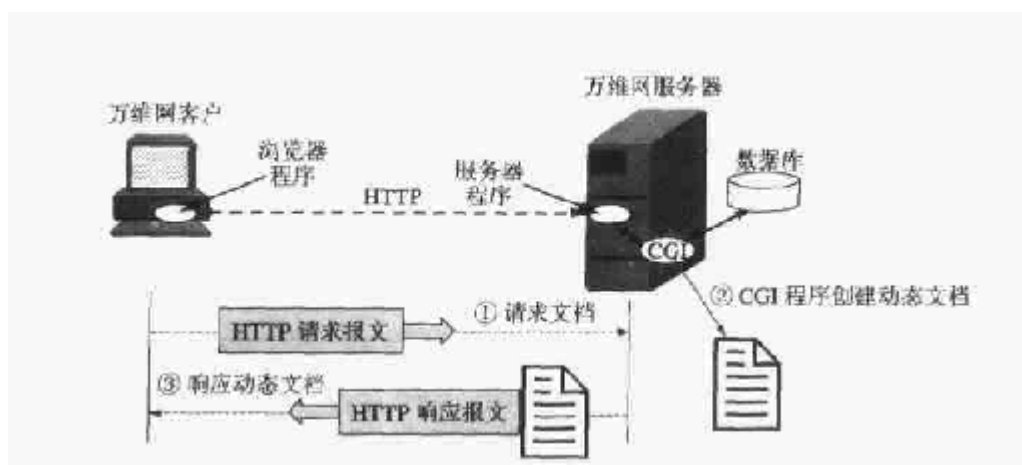 万维网服务器
万维网客户
浏览器
程序
服务器
程序
数据库
HTTP
CGI
② CGI 程序创建动态文档
① 请求文档
HTTP 请求报文
③ 响应动态文档
HTTP 响应报文